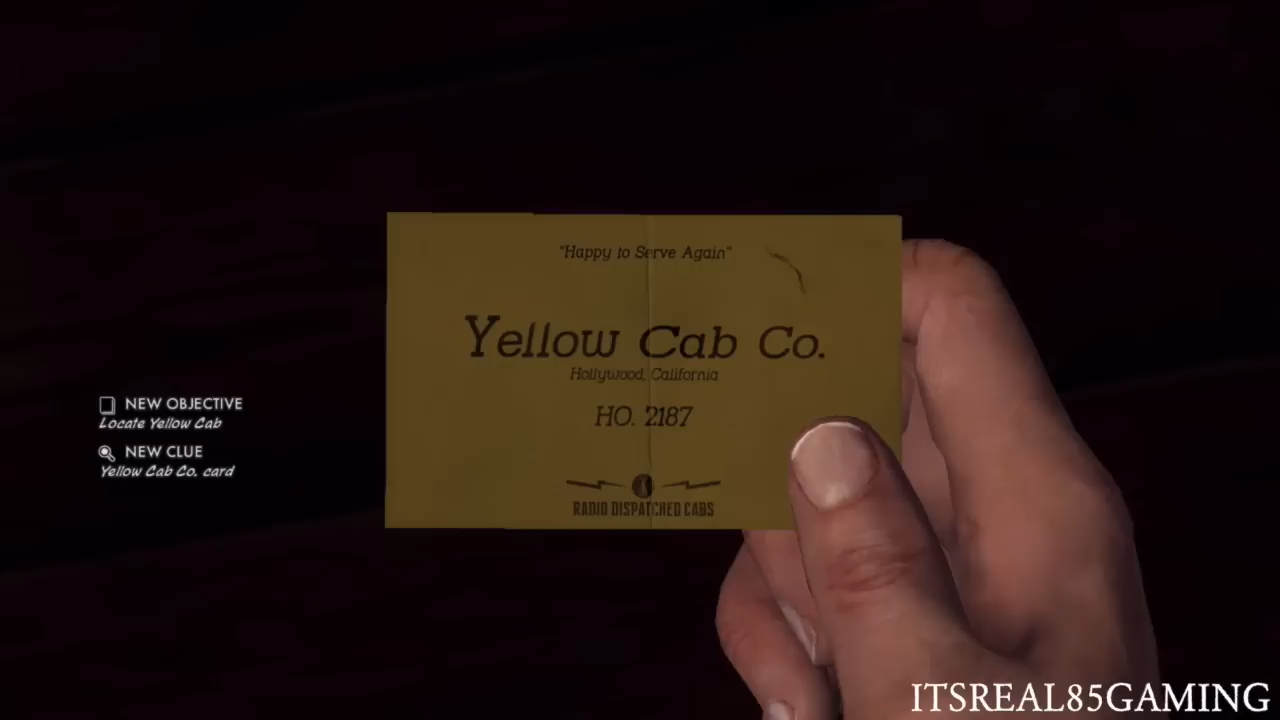 "Happy to Serve Again"
Yellow Cab Co.
Hollywood, California
HO. 2187
RADIO DISPATCHED CABS
NEW OBJECTIVE
Locate Yellow Cab
NEW CLUE
Yellow Cab Co. card
ITSREAL85GAMING